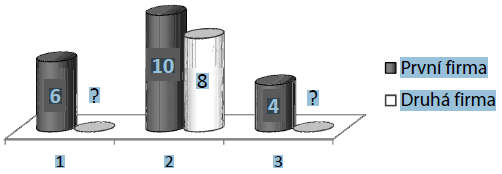 6 ? 10 8 4 ?
První firma
Druhá firma
1 2 3